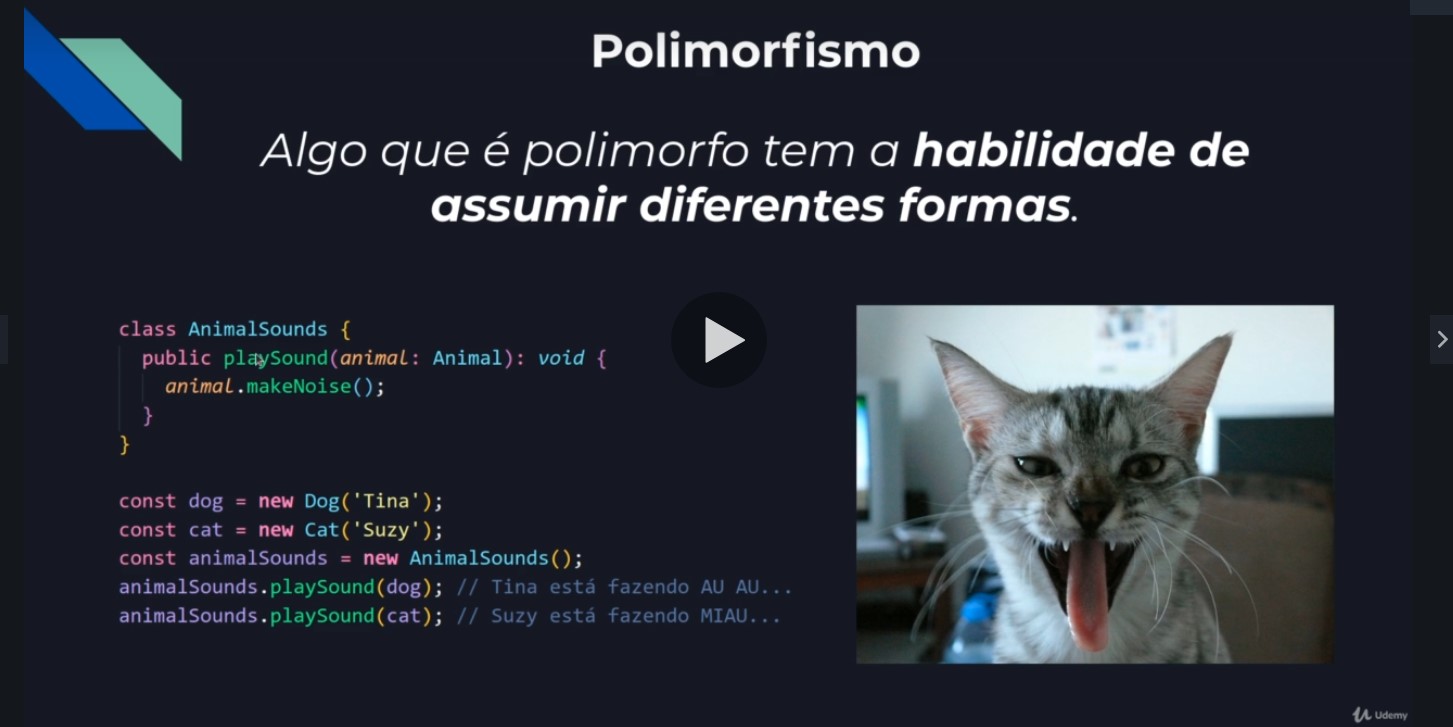 Polimorfismo
Algo que é polimorfo tem a habilidade de
assumir diferentes formas.
class AnimalSounds {
public playSound(animal: Animal): void {
animal.makeNoise();
}
}
const dog = new Dog('Tina');
const cat = new Cat('Suzy');
const animalSounds = new AnimalSounds();
animalSounds.playSound(dog); // Tina está fazendo AU AU...
animalSounds.playSound(cat); // Suzy está fazendo MIAU...
Udemy